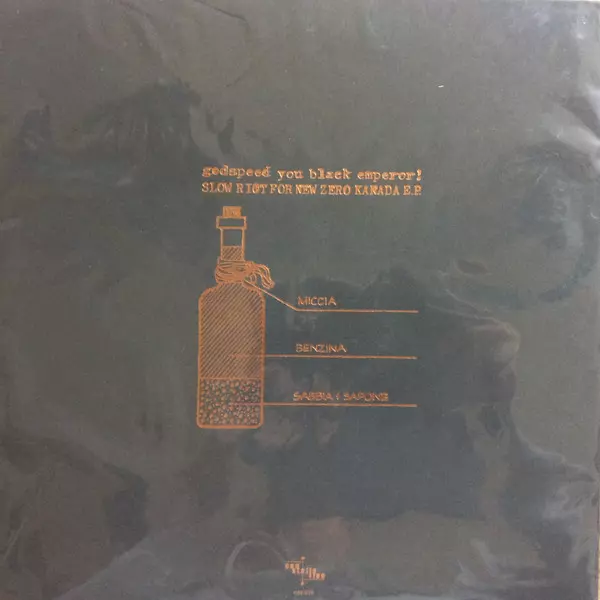 godspeed you black emperor!
SLOW RIOT FOR NEW ZERO KANADA E.P.
MICCIA
BENZINA
SABBIA / SAPONE